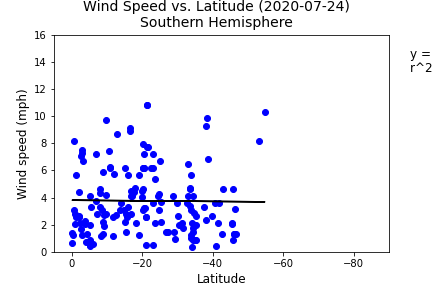 Wind Speed vs. Latitude (2020-07-24)
Southern Hemisphere
y =
r^2
Wind speed (mph)
16
14
12
10
8
6
4
2
0
0 −20 −40 −60 −80
Latitude